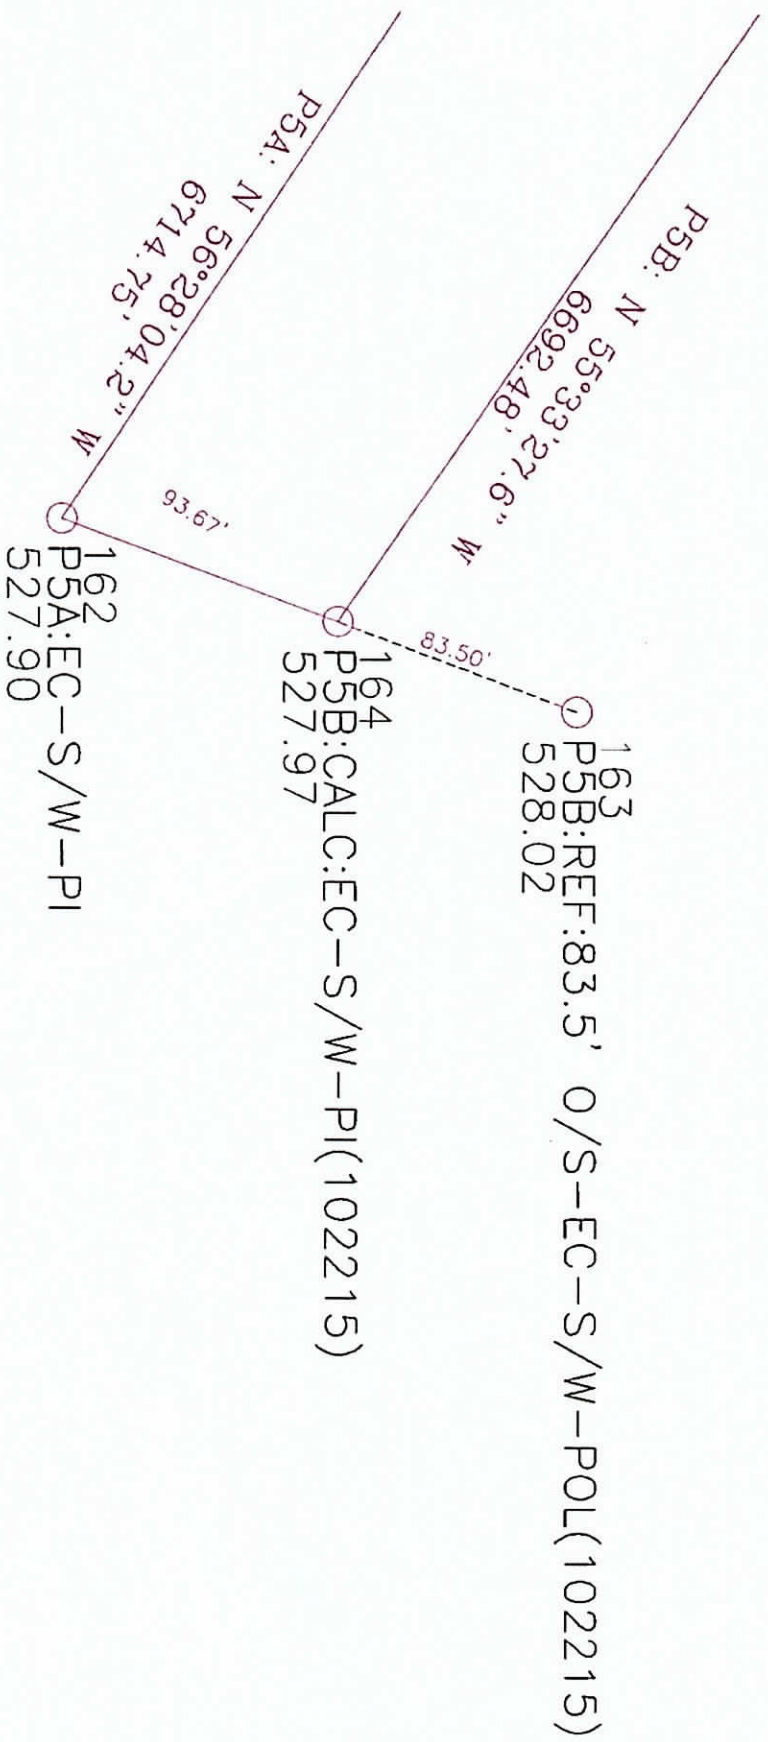 P5B: N 55°33'27.6" W
6692.48'
P5A: N 56°28'04.2" W
6714.75'
93.67'
83.50'
163
P5B:REF:83.5' O/S-EC-S/W-POL(102215)
528.02
164
P5B:CALC:EC-S/W-PI(102215)
527.97
162
P5A:EC-S/W-PI
527.90